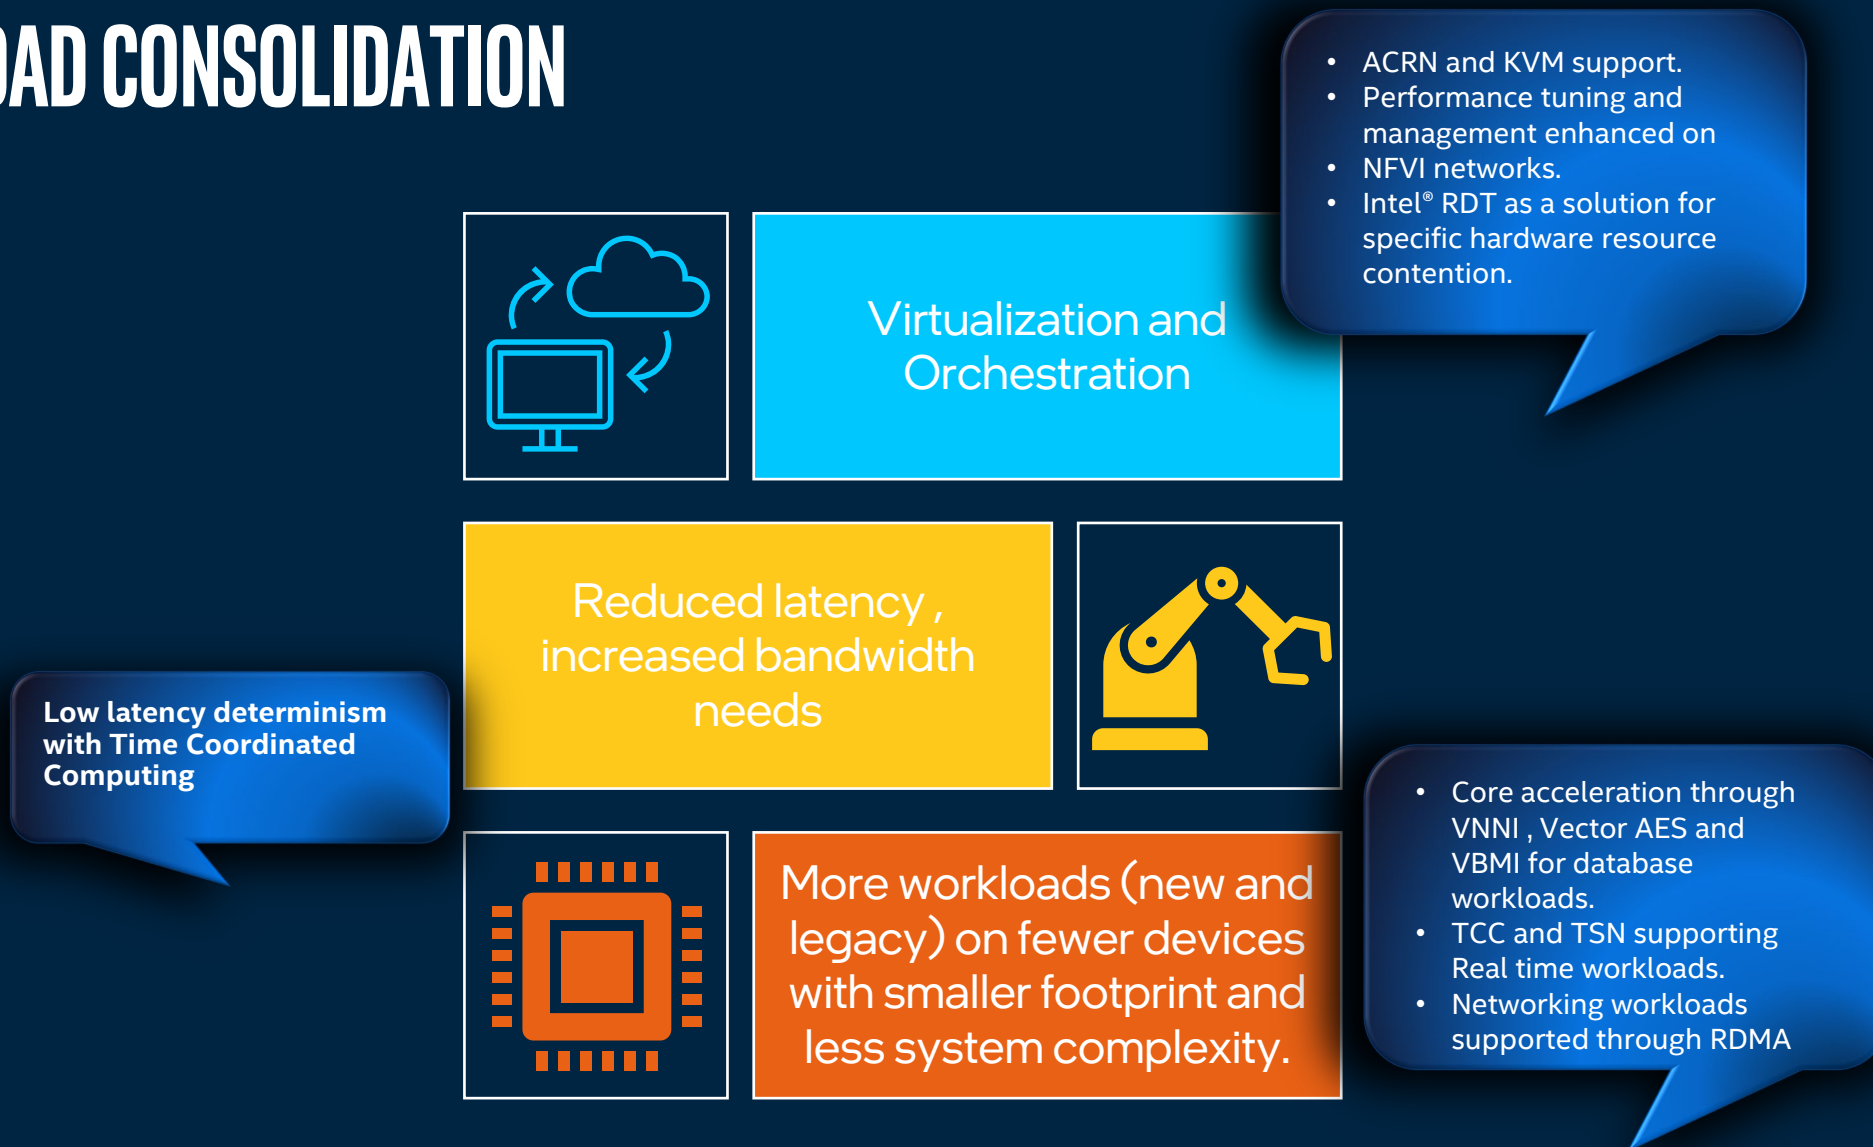 OAD CONSOLIDATION
• ACRN and KVM support.
• Performance tuning and
management enhanced on
• NFVI networks.
• Intel® RDT as a solution for
specific hardware resource
contention.
Virtualization and
Orchestration
Reduced latency ,
increased bandwidth
needs
Low latency determinism
with Time Coordinated
Computing
More workloads (new and
legacy) on fewer devices
with smaller footprint and
less system complexity.
• Core acceleration through
VNNI , Vector AES and
VBMI for database
workloads.
• TCC and TSN supporting
Real time workloads.
• Networking workloads
supported through RDMA